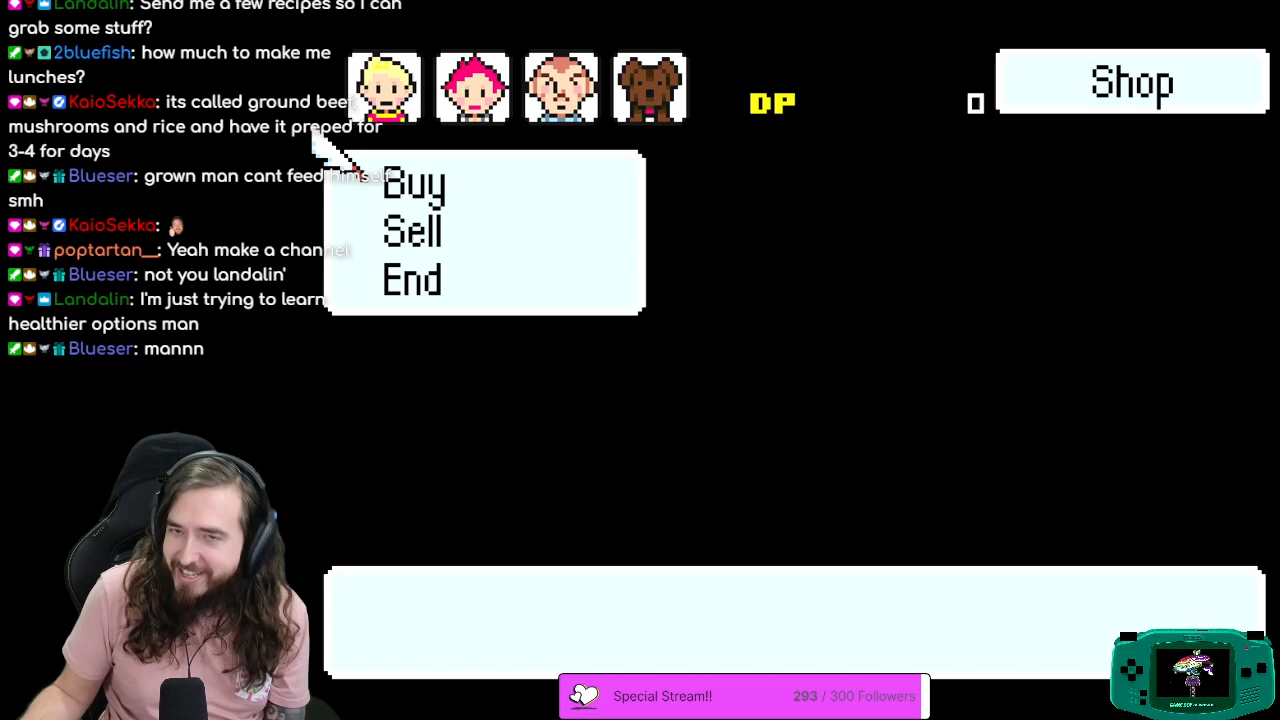 Landalin: Send me a few recipes so I can
grab some stuff?
2bluefish: how much to make me
lunches?
KaioSekko: its called ground beef,
mushrooms and rice and have it preped for
3-4 for days
Blueser: grown man cant feed himself
smh
KaioSekko:
poptartan__: Yeah make a channel
Blueser: not you landalin'
Landalin: I'm just trying to learn
healthier options man
Blueser: mannn
DP 0
Shop
Buy
Sell
End
Special Stream!! 293 / 300 Followers